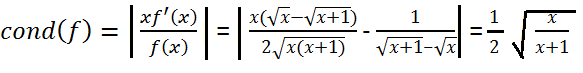 cond(f) = | xf′(x) / f(x) | = | x(√x−√(x+1)) / 2√(x(x+1)) - 1 / (√(x+1)−√x) | = 1/2 √(x/(x+1))